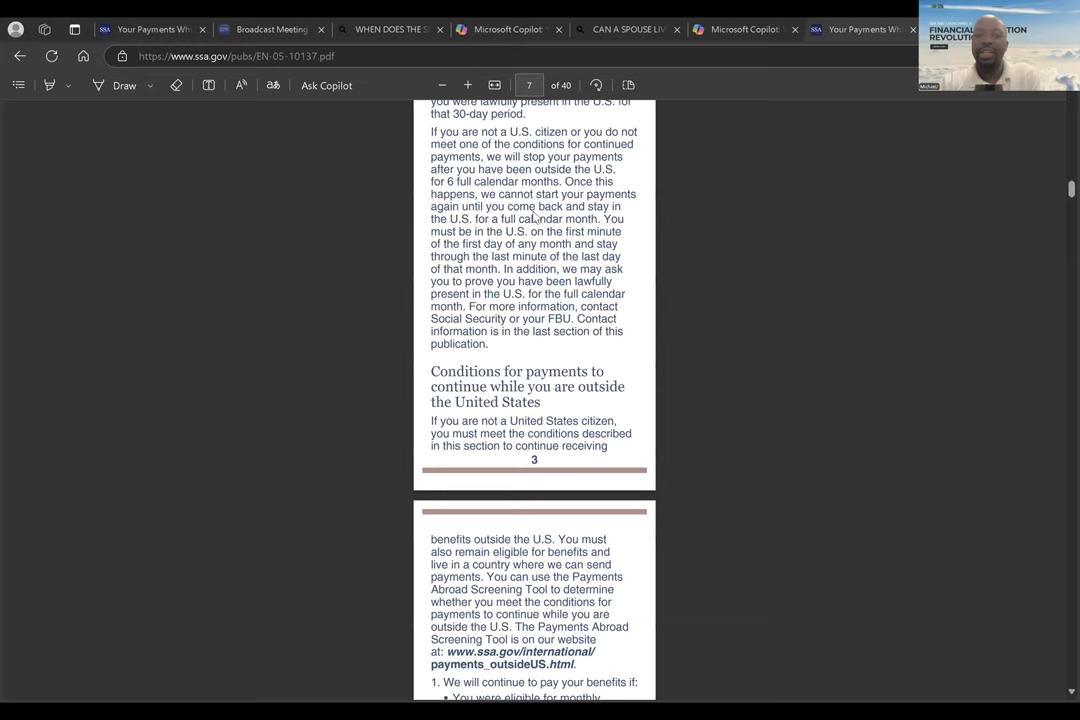 Your Payments Wh
Broadcast Meeting
WHEN DOES THE S
Microsoft Copilot:
CAN A SPOUSE LIV
Microsoft Copilot:
Your Payments Wh
https://www.ssa.gov/pubs/EN-05-10137.pdf
Draw
Ask Copilot
7
of 40
FINANCIAL
REVOLU
you were lawfully present in the U.S. for
that 30-day period.
If you are not a U.S. citizen or you do not
meet one of the conditions for continued
payments, we will stop your payments
after you have been outside the U.S.
for 6 full calendar months. Once this
happens, we cannot start your payments
again until you come back and stay in
the U.S. for a full calendar month. You
must be in the U.S. on the first minute
of the first day of any month and stay
through the last minute of the last day
of that month. In addition, we may ask
you to prove you have been lawfully
present in the U.S. for the full calendar
month. For more information, contact
Social Security or your FBU. Contact
information is in the last section of this
publication.
Conditions for payments to
continue while you are outside
the United States
If you are not a United States citizen,
you must meet the conditions described
in this section to continue receiving
3
benefits outside the U.S. You must
also remain eligible for benefits and
live in a country where we can send
payments. You can use the Payments
Abroad Screening Tool to determine
whether you meet the conditions for
payments to continue while you are
outside the U.S. The Payments Abroad
Screening Tool is on our website
at: www.ssa.gov/international/
payments_outsideUS.html.
1. We will continue to pay your benefits if:
• You were eligible for monthly